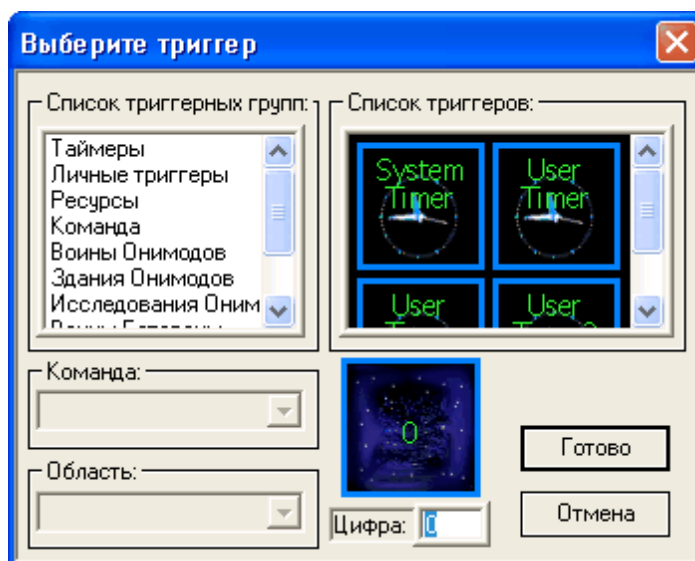 Выберите триггер
Список триггерных групп:
Таймеры
Личные триггеры
Ресурсы
Команда
Воины Онимодов
Здания Онимодов
Исследования Оним
Список триггеров:
System
Timer
User
Timer
User
User
Команда:
Область:
0
Цифра: 0
Готово
Отмена